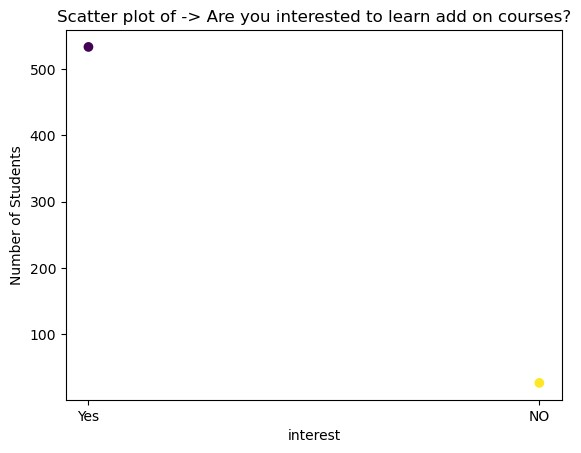 Scatter plot of -> Are you interested to learn add on courses?
Number of Students
500
400
300
200
100
Yes
NO
interest